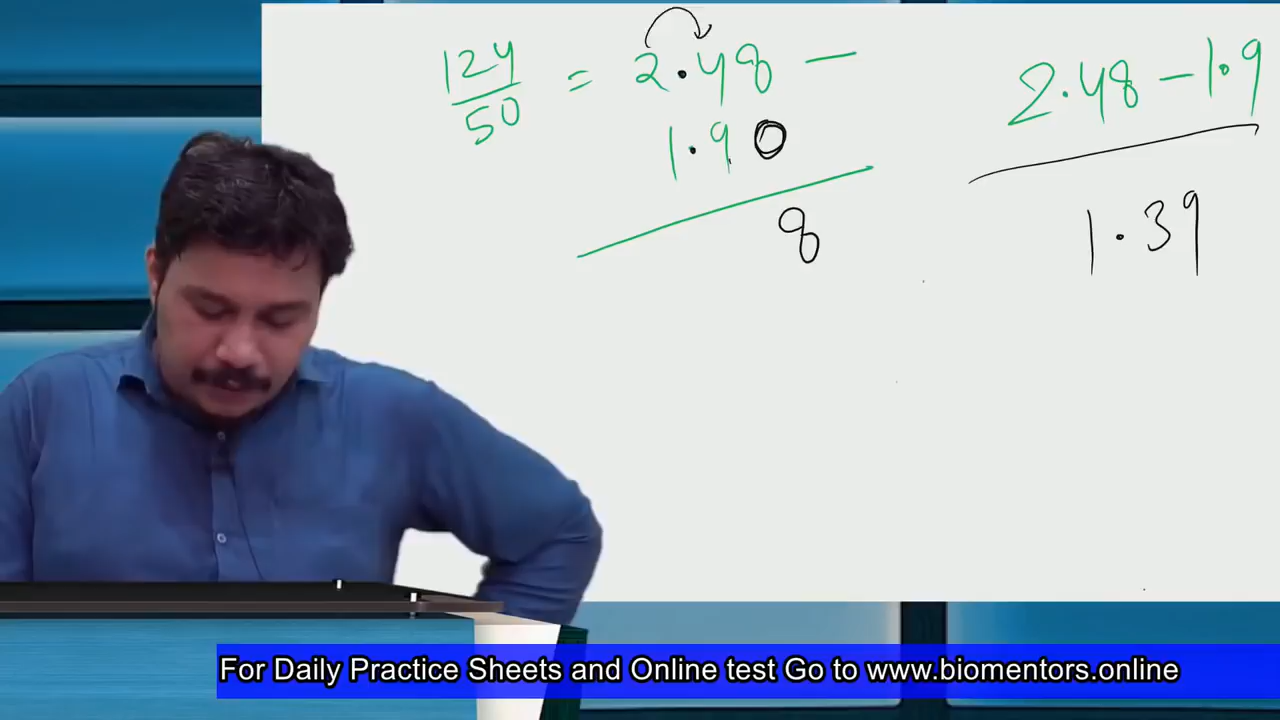 124/50 = 2.48 -
1.90
8
2.48 - 1.9
1.39
For Daily Practice Sheets and Online test Go to www.biomentors.online